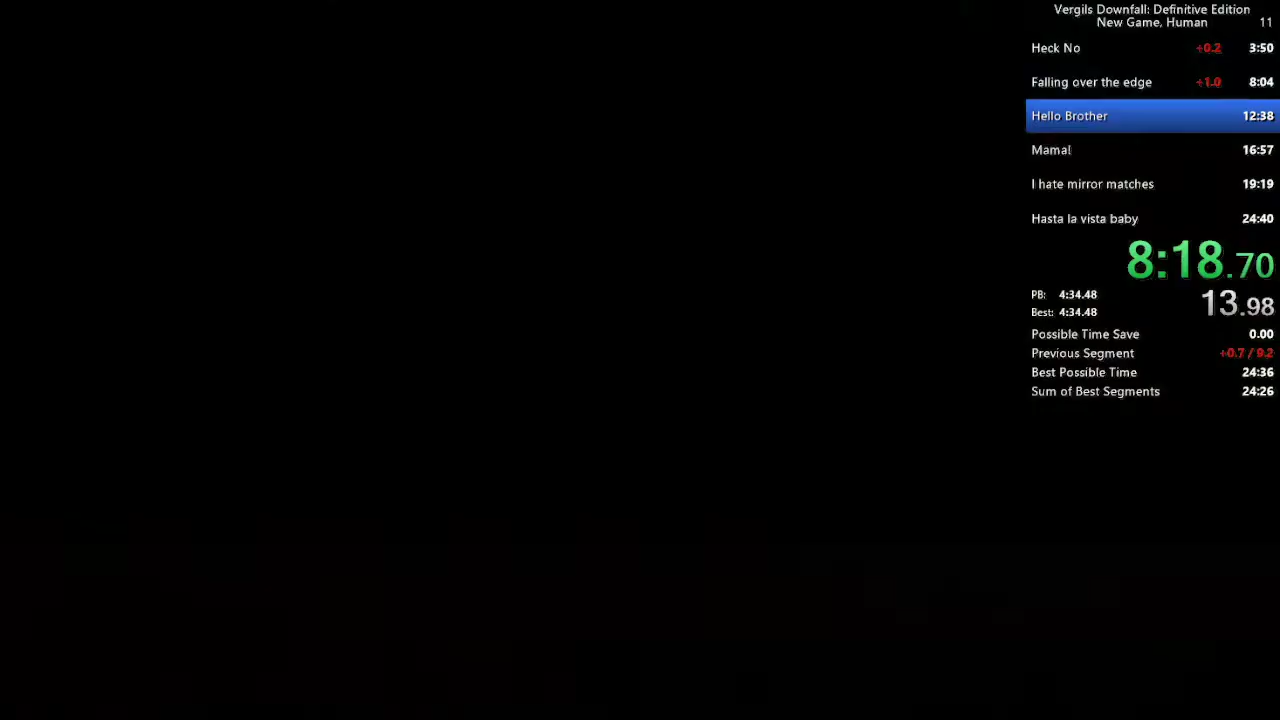 Vergils Downfall: Definitive Edition
New Game, Human 11
Heck No +0.2 3:50
Falling over the edge +1.0 8:04
Hello Brother 12:38
Mama! 16:57
I hate mirror matches 19:19
Hasta la vista baby 24:40
8:18.70
PB: 4:34.48
13.98
Best: 4:34.48
Possible Time Save 0.00
Previous Segment +0.7 / 9.2
Best Possible Time 24:36
Sum of Best Segments 24:26